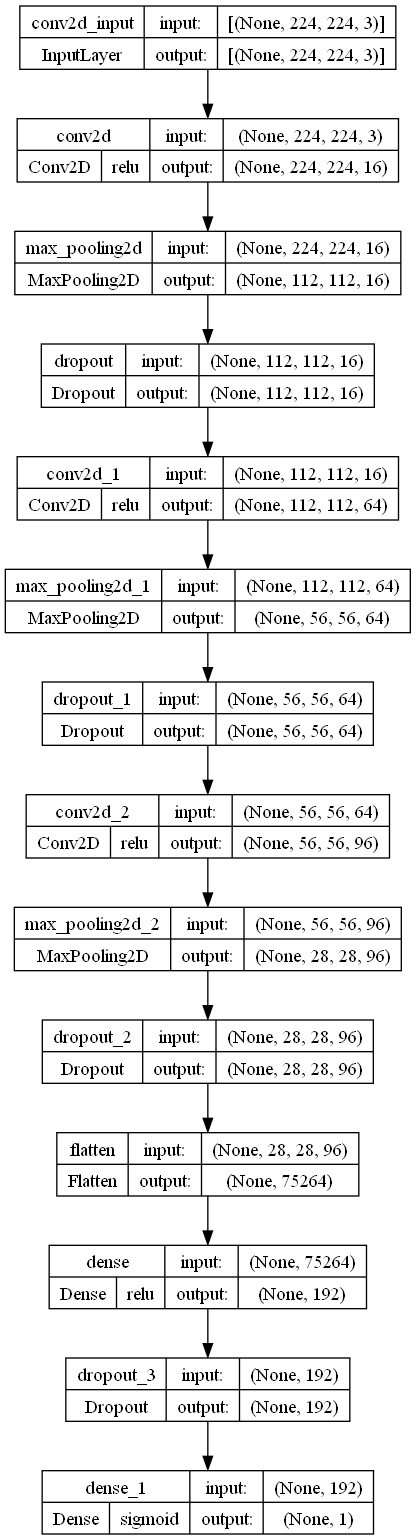 conv2d_input input: [(None, 224, 224, 3)]
InputLayer output: [(None, 224, 224, 3)]
conv2d input: (None, 224, 224, 3)
Conv2D relu output: (None, 224, 224, 16)
max_pooling2d input: (None, 224, 224, 16)
MaxPooling2D output: (None, 112, 112, 16)
dropout input: (None, 112, 112, 16)
Dropout output: (None, 112, 112, 16)
conv2d_1 input: (None, 112, 112, 16)
Conv2D relu output: (None, 112, 112, 64)
max_pooling2d_1 input: (None, 112, 112, 64)
MaxPooling2D output: (None, 56, 56, 64)
dropout_1 input: (None, 56, 56, 64)
Dropout output: (None, 56, 56, 64)
conv2d_2 input: (None, 56, 56, 64)
Conv2D relu output: (None, 56, 56, 96)
max_pooling2d_2 input: (None, 56, 56, 96)
MaxPooling2D output: (None, 28, 28, 96)
dropout_2 input: (None, 28, 28, 96)
Dropout output: (None, 28, 28, 96)
flatten input: (None, 28, 28, 96)
Flatten output: (None, 75264)
dense input: (None, 75264)
Dense relu output: (None, 192)
dropout_3 input: (None, 192)
Dropout output: (None, 192)
dense_1 input: (None, 192)
Dense sigmoid output: (None, 1)